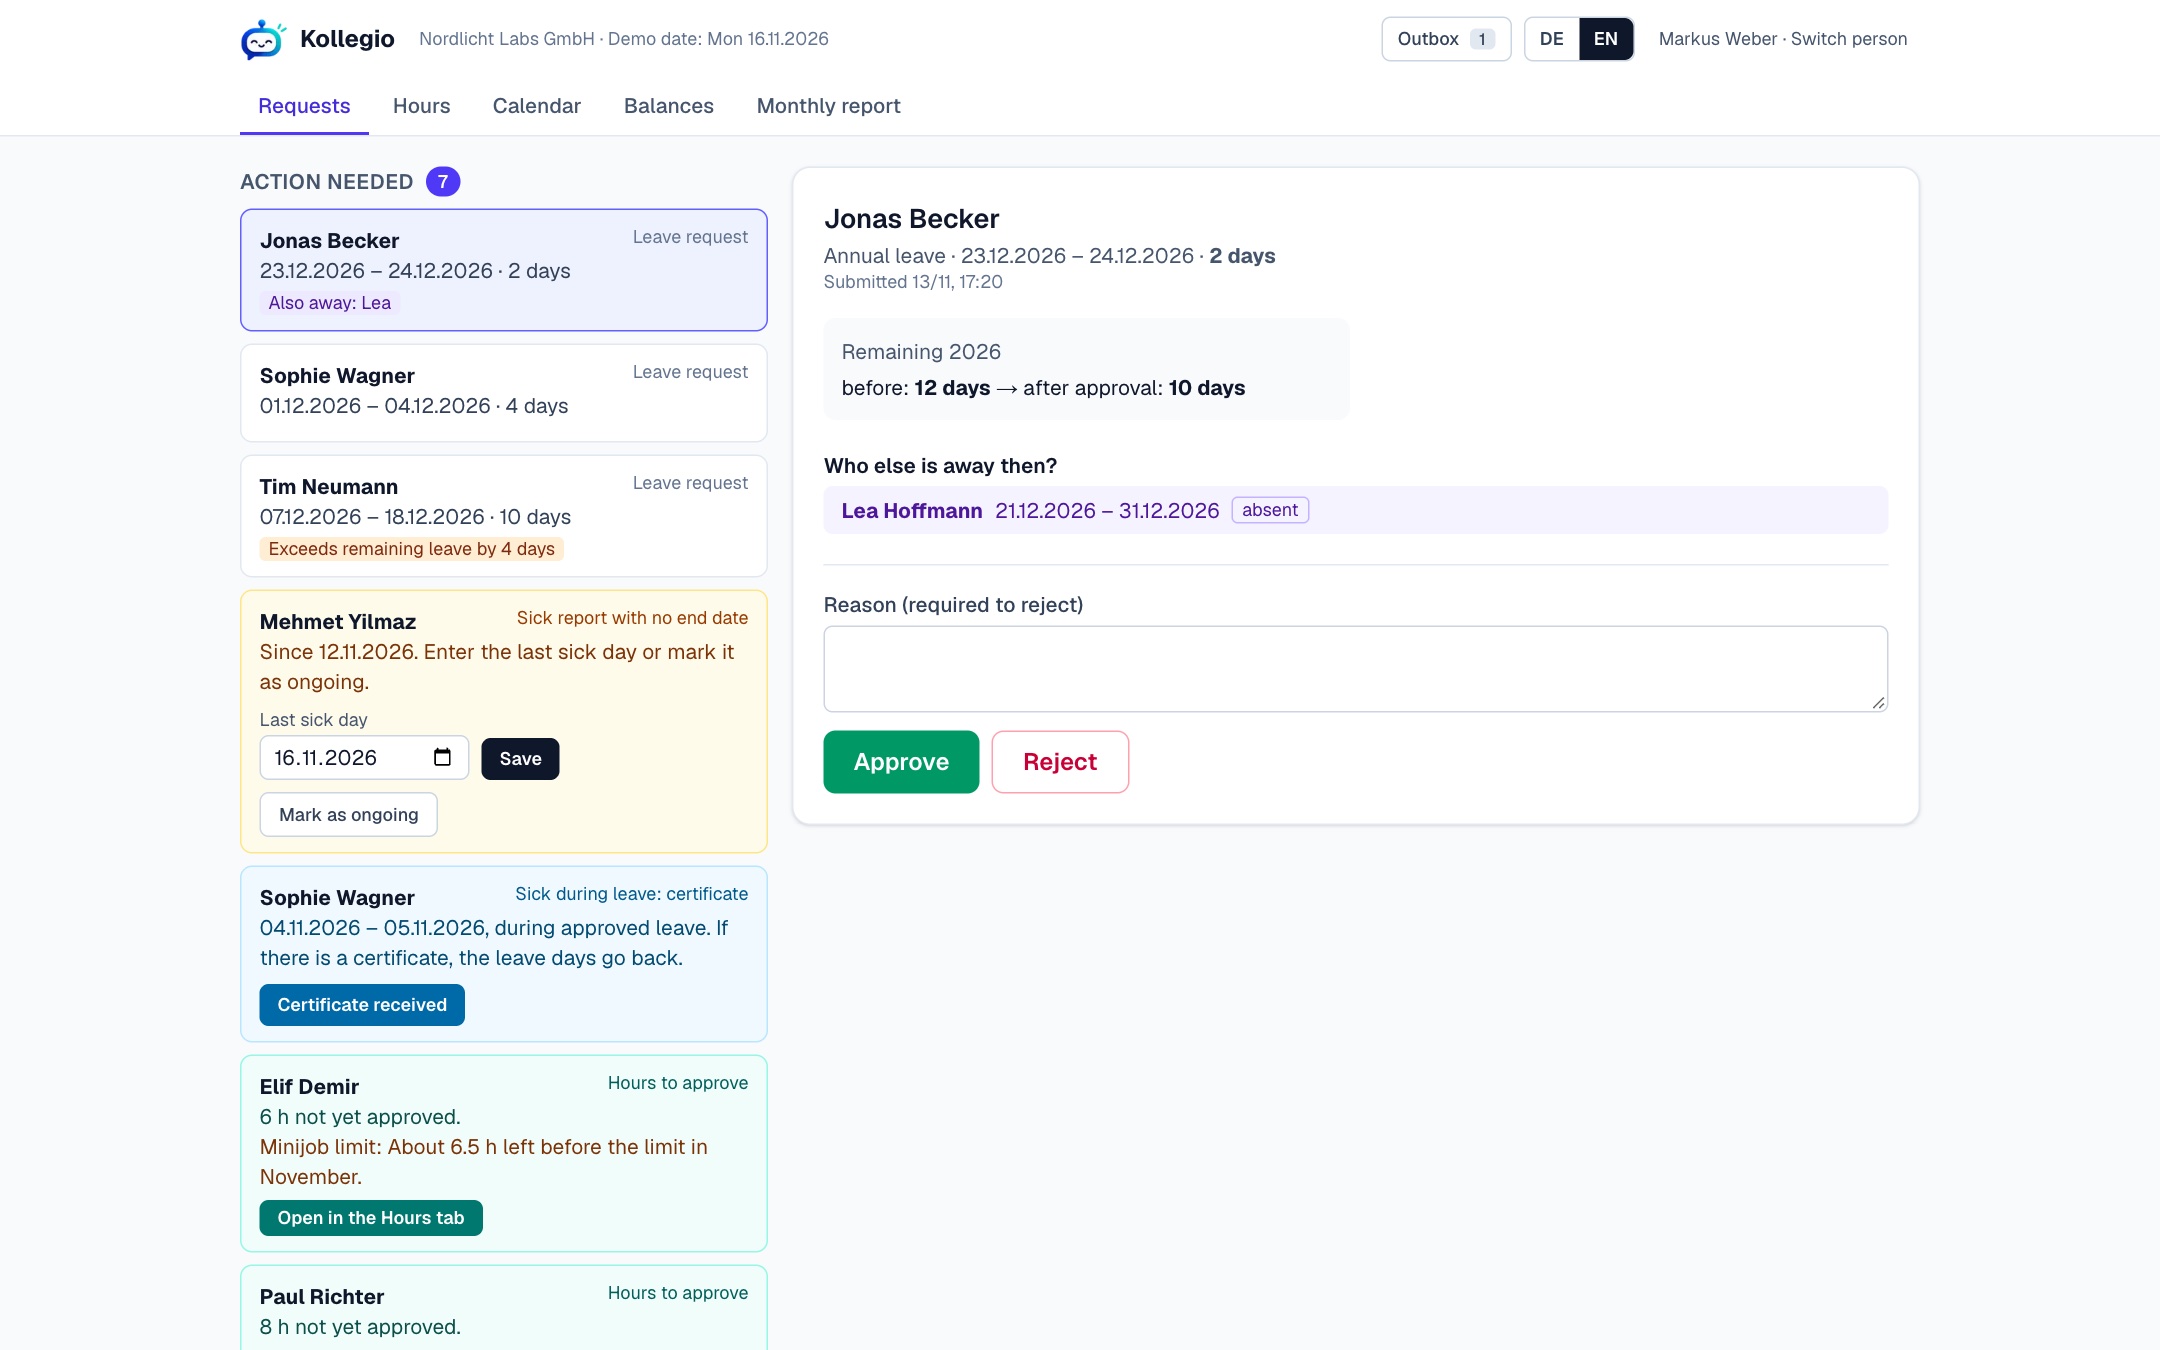 Kollegio
Nordlicht Labs GmbH · Demo date: Mon 16.11.2026
Outbox 1
DE EN
Markus Weber · Switch person
Requests Hours Calendar Balances Monthly report
ACTION NEEDED 7
Jonas Becker Leave request
23.12.2026 – 24.12.2026 · 2 days
Also away: Lea
Sophie Wagner Leave request
01.12.2026 – 04.12.2026 · 4 days
Tim Neumann Leave request
07.12.2026 – 18.12.2026 · 10 days
Exceeds remaining leave by 4 days
Mehmet Yilmaz Sick report with no end date
Since 12.11.2026. Enter the last sick day or mark it
as ongoing.
Last sick day
16.11.2026 Save
Mark as ongoing
Sophie Wagner Sick during leave: certificate
04.11.2026 – 05.11.2026, during approved leave. If
there is a certificate, the leave days go back.
Certificate received
Elif Demir Hours to approve
6 h not yet approved.
Minijob limit: About 6.5 h left before the limit in
November.
Open in the Hours tab
Paul Richter Hours to approve
8 h not yet approved.
Jonas Becker
Annual leave · 23.12.2026 – 24.12.2026 · 2 days
Submitted 13/11, 17:20
Remaining 2026
before: 12 days → after approval: 10 days
Who else is away then?
Lea Hoffmann 21.12.2026 – 31.12.2026 absent
Reason (required to reject)
Approve Reject